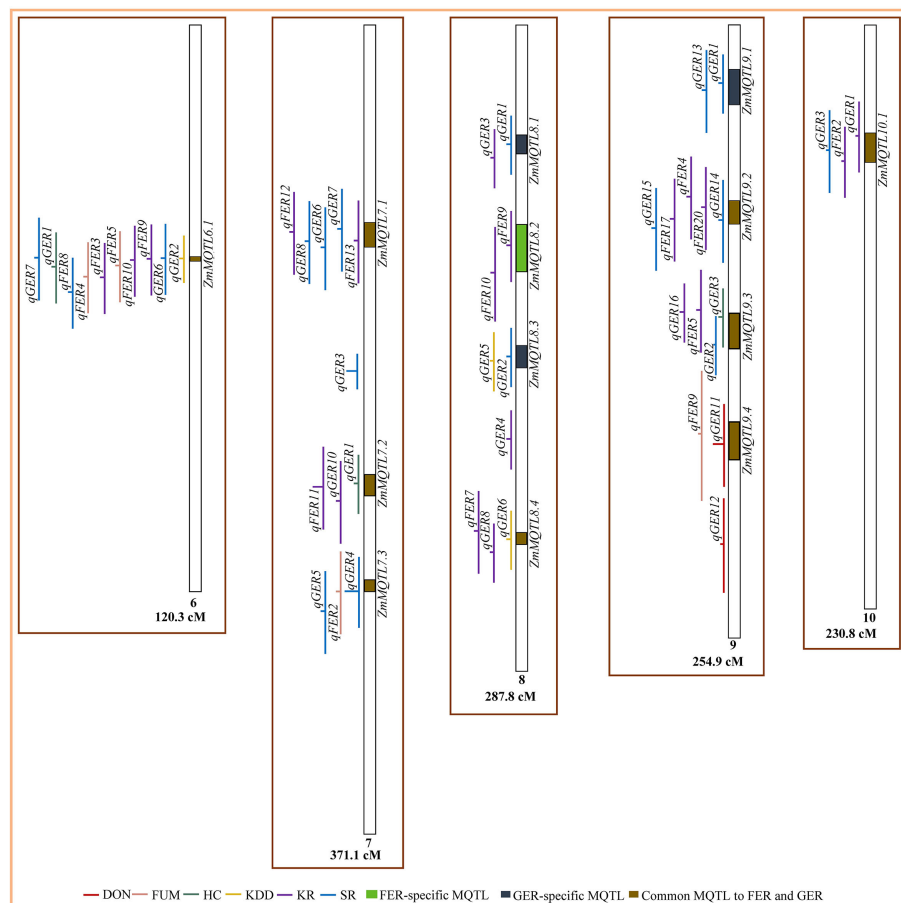 qGER7
qGER1
qFER8
qFER4
qFER3
qFER5
qFER10
qFER9
qGER6
qGER2
ZmMQTL6.1
6
120.3 cM
qFER12
qGER8
qGER6
qGER7
qFER13
ZmMQTL7.1
qGER3
qFER11
qGER10
qGER1
ZmMQTL7.2
qGER5
qFER2
qGER4
ZmMQTL7.3
7
371.1 cM
qGER3
qGER1
ZmMQTL8.1
qFER10
qFER9
ZmMQTL8.2
qGER5
qGER2
ZmMQTL8.3
qGER4
qFER7
qGER8
qGER6
ZmMQTL8.4
8
287.8 cM
qGER13
qGER1
ZmMQTL9.1
qGER15
qFER17
qFER4
qFER20
qGER14
ZmMQTL9.2
qGER16
qFER5
qGER2
qGER3
ZmMQTL9.3
qFER9
qGER11
ZmMQTL9.4
qGER12
9
254.9 cM
qGER3
qFER2
qGER1
ZmMQTL10.1
10
230.8 cM
DON FUM HC KDD KR SR FER-specific MQTL GER-specific MQTL Common MQTL to FER and GER